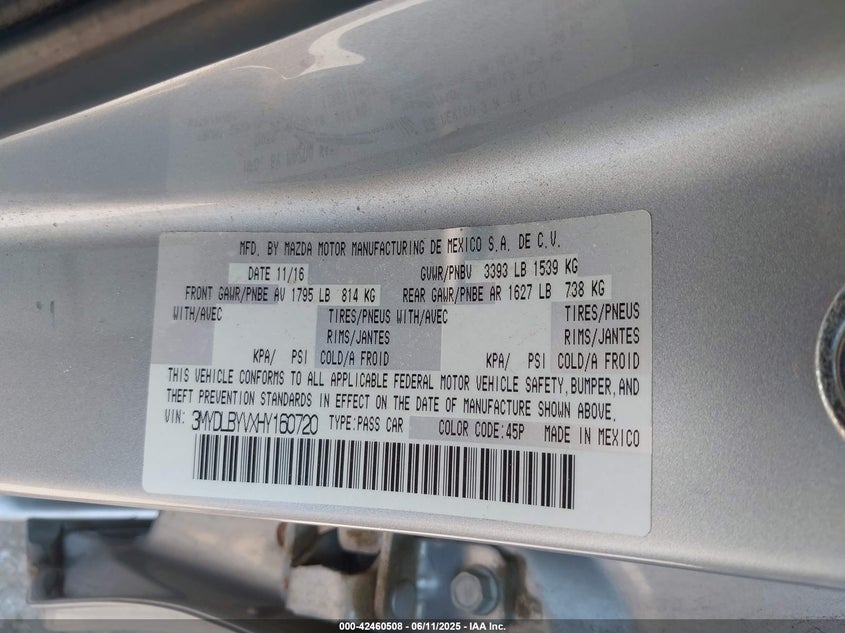 MFD. BY MAZDA MOTOR MANUFACTURING DE MEXICO S.A. DE C.V.
DATE 11/16 GVWR/PNBV 3393 LB 1539 KG
FRONT GAWR/PNBE AV 1795 LB 814 KG REAR GAWR/PNBE AR 1627 LB 738 KG
WITH/AVEC TIRES/PNEUS WITH/AVEC TIRES/PNEUS
RIMS/JANTES RIMS/JANTES
KPA/ PSI COLD/A FROID KPA/ PSI COLD/A FROID
THIS VEHICLE CONFORMS TO ALL APPLICABLE FEDERAL MOTOR VEHICLE SAFETY, BUMPER, AND
THEFT PREVENTION STANDARDS IN EFFECT ON THE DATE OF MANUFACTURE SHOWN ABOVE.
VIN: 3MYDLBYVXHY160720 TYPE:PASS CAR COLOR CODE:45P MADE IN MEXICO
000-42460508 - 06/11/2025 - IAA Inc.